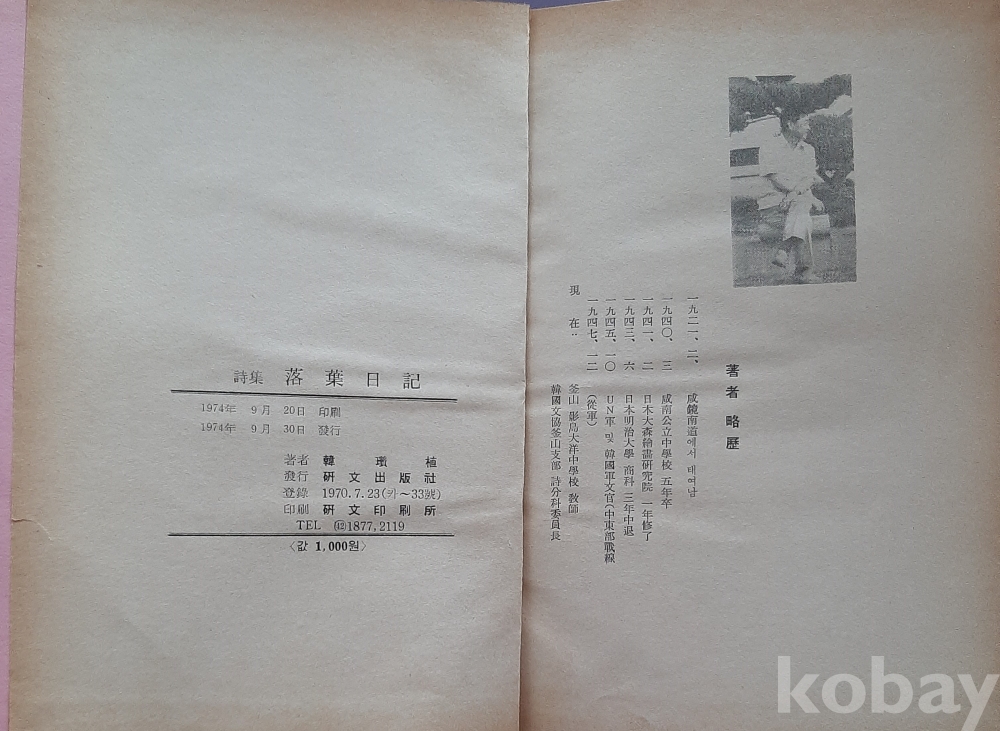 著者 略歷
一九二一、二、 咸鏡南道에서 태여남
一九四〇、三 咸南公立中學校 五年卒
一九四一、二 日本大森繪畫硏究院 一年修了
一九四三、六 日本明治大學 商科 三年中退
一九四五、一〇 UN軍 및 韓國軍文官(中東部戰線
一九四七、一二 (從軍)
現在: 釜山 影島大洋中學校 敎師
韓國文協釜山支部 詩分科委員長
詩集 落葉日記
1974年 9月 20日 印刷
1974年 9月 30日 發行
著者 韓瓚植
發行 硏文出版社
登錄 1970.7.23(카~33號)
印刷 硏文印刷所
TEL ⑫1877,2119
〈값 1,000원〉
kobay